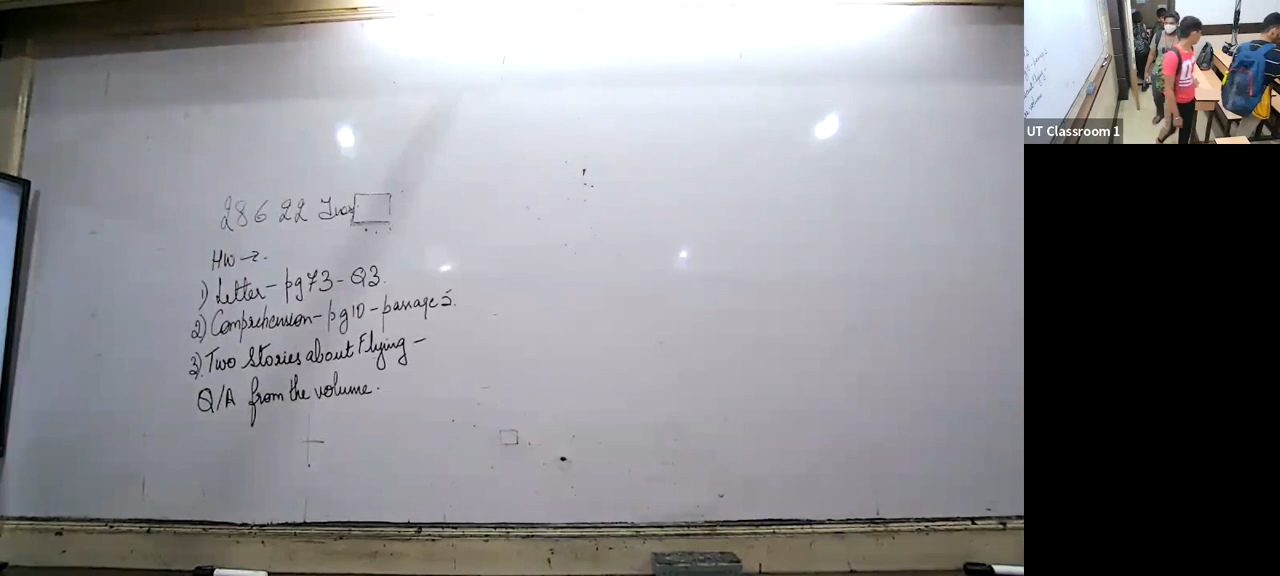 28 6 22
HW →
1) Letter - pg 73 - Q3.
2) Comprehension - pg 10 - passage 5.
3) Two Stories about Flying -
Q/A from the volume.
UT Classroom 1